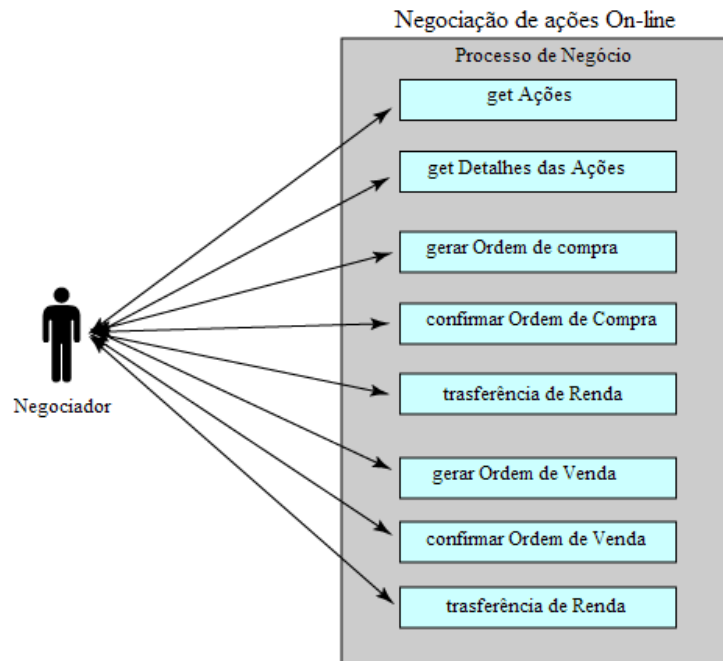 Negociação de ações On-line
Processo de Negócio
get Ações
get Detalhes das Ações
gerar Ordem de compra
confirmar Ordem de Compra
trasferência de Renda
Negociador
gerar Ordem de Venda
confirmar Ordem de Venda
trasferência de Renda